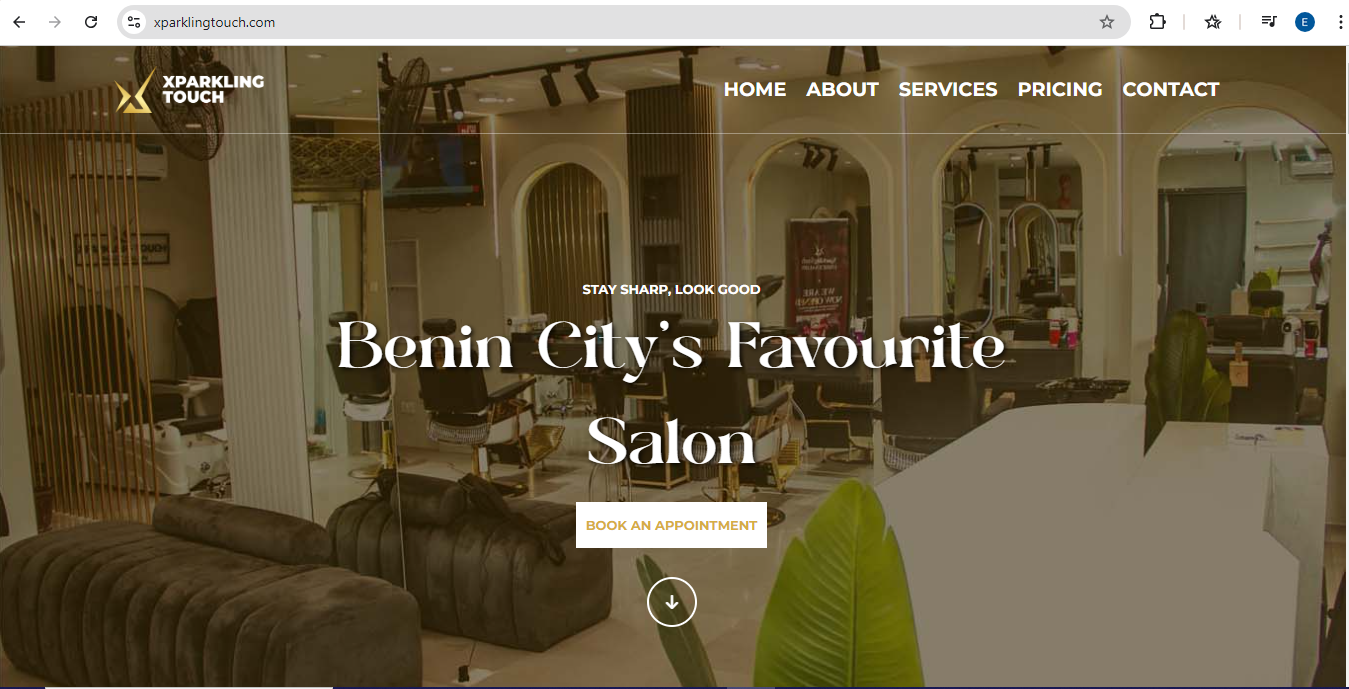 xparklingtouch.com
E
XPARKLING
TOUCH
HOME ABOUT SERVICES PRICING CONTACT
STAY SHARP, LOOK GOOD
Benin City's Favourite
Salon
BOOK AN APPOINTMENT